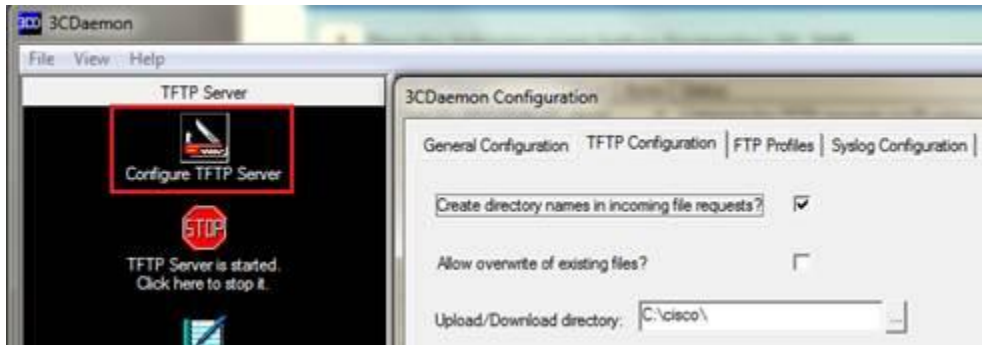 3CD 3CDaemon
File View Help
TFTP Server
Configure TFTP Server
STOP
TFTP Server is started.
Click here to stop it.
3CDaemon Configuration
General Configuration TFTP Configuration FTP Profiles Syslog Configuration
Create directory names in incoming file requests?
Allow overwrite of existing files?
Upload/Download directory: C:\cisco\ ...